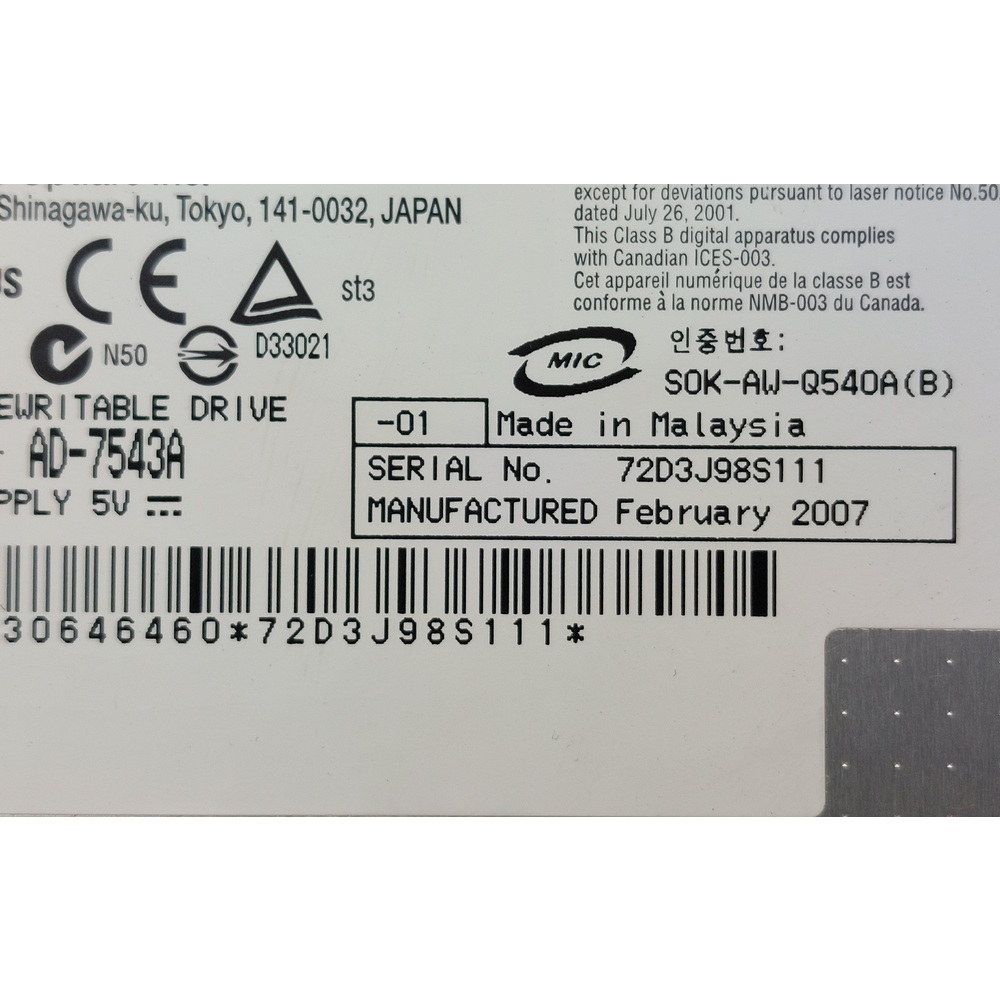 Shinagawa-ku, Tokyo, 141-0032, JAPAN
except for deviations pursuant to laser notice No.50
dated July 26, 2001.
This Class B digital apparatus complies
with Canadian ICES-003.
Cet appareil numérique de la classe B est
conforme à la norme NMB-003 du Canada.
US CE st3
N50 D33021
MIC 인증번호:
SOK-AW-Q540A(B)
EWRITABLE DRIVE
AD-7543A
PPLY 5V
-01 Made in Malaysia
SERIAL No. 72D3J98S111
MANUFACTURED February 2007
30646460*72D3J98S111*